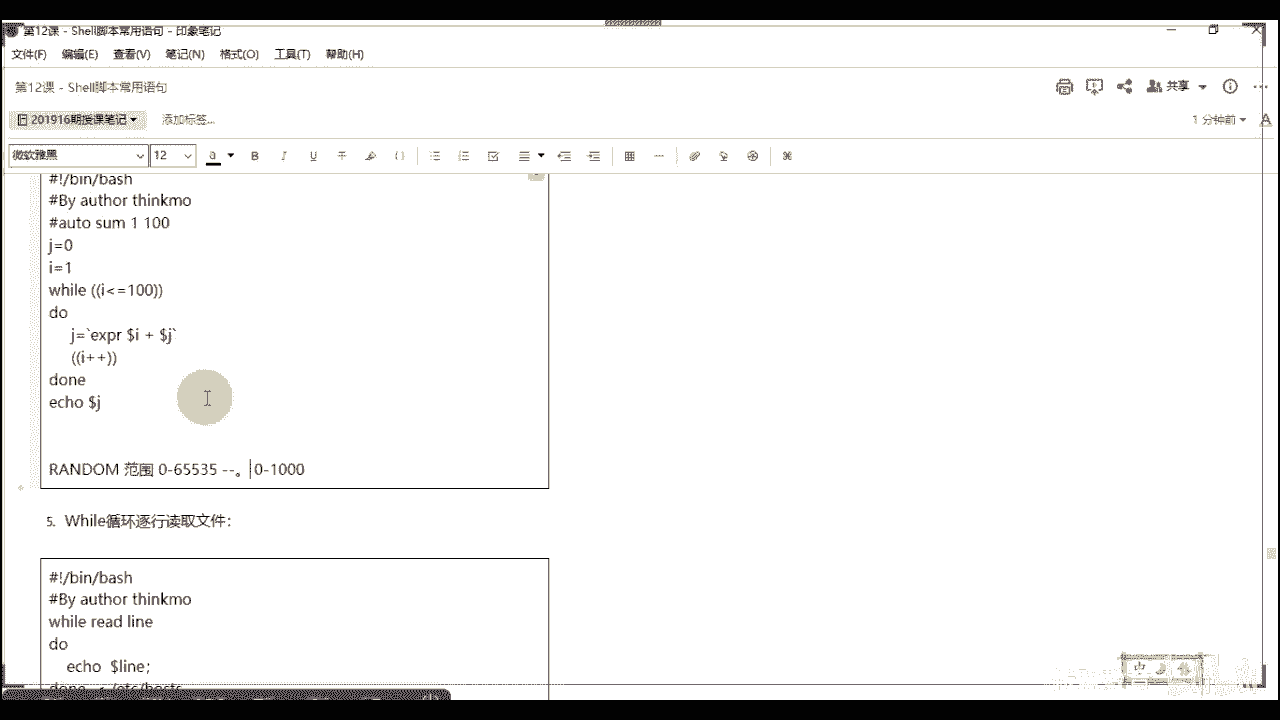 第12课 - Shell脚本常用语句 - 印象笔记
文件(F) 编辑(E) 查看(V) 笔记(N) 格式(O) 工具(T) 帮助(H)
第12课 - Shell脚本常用语句
共享
201916期授课笔记
添加标签...
1 分钟前
微软雅黑 12
#!/bin/bash
#By author thinkmo
#auto sum 1 100
j=0
i=1
while ((i<=100))
do
j=`expr $i + $j`
((i++))
done
echo $j
RANDOM 范围 0-65535 --。 0-1000
5. While循环逐行读取文件：
#!/bin/bash
#By author thinkmo
while read line
do
echo $line;
done < /etc/hosts